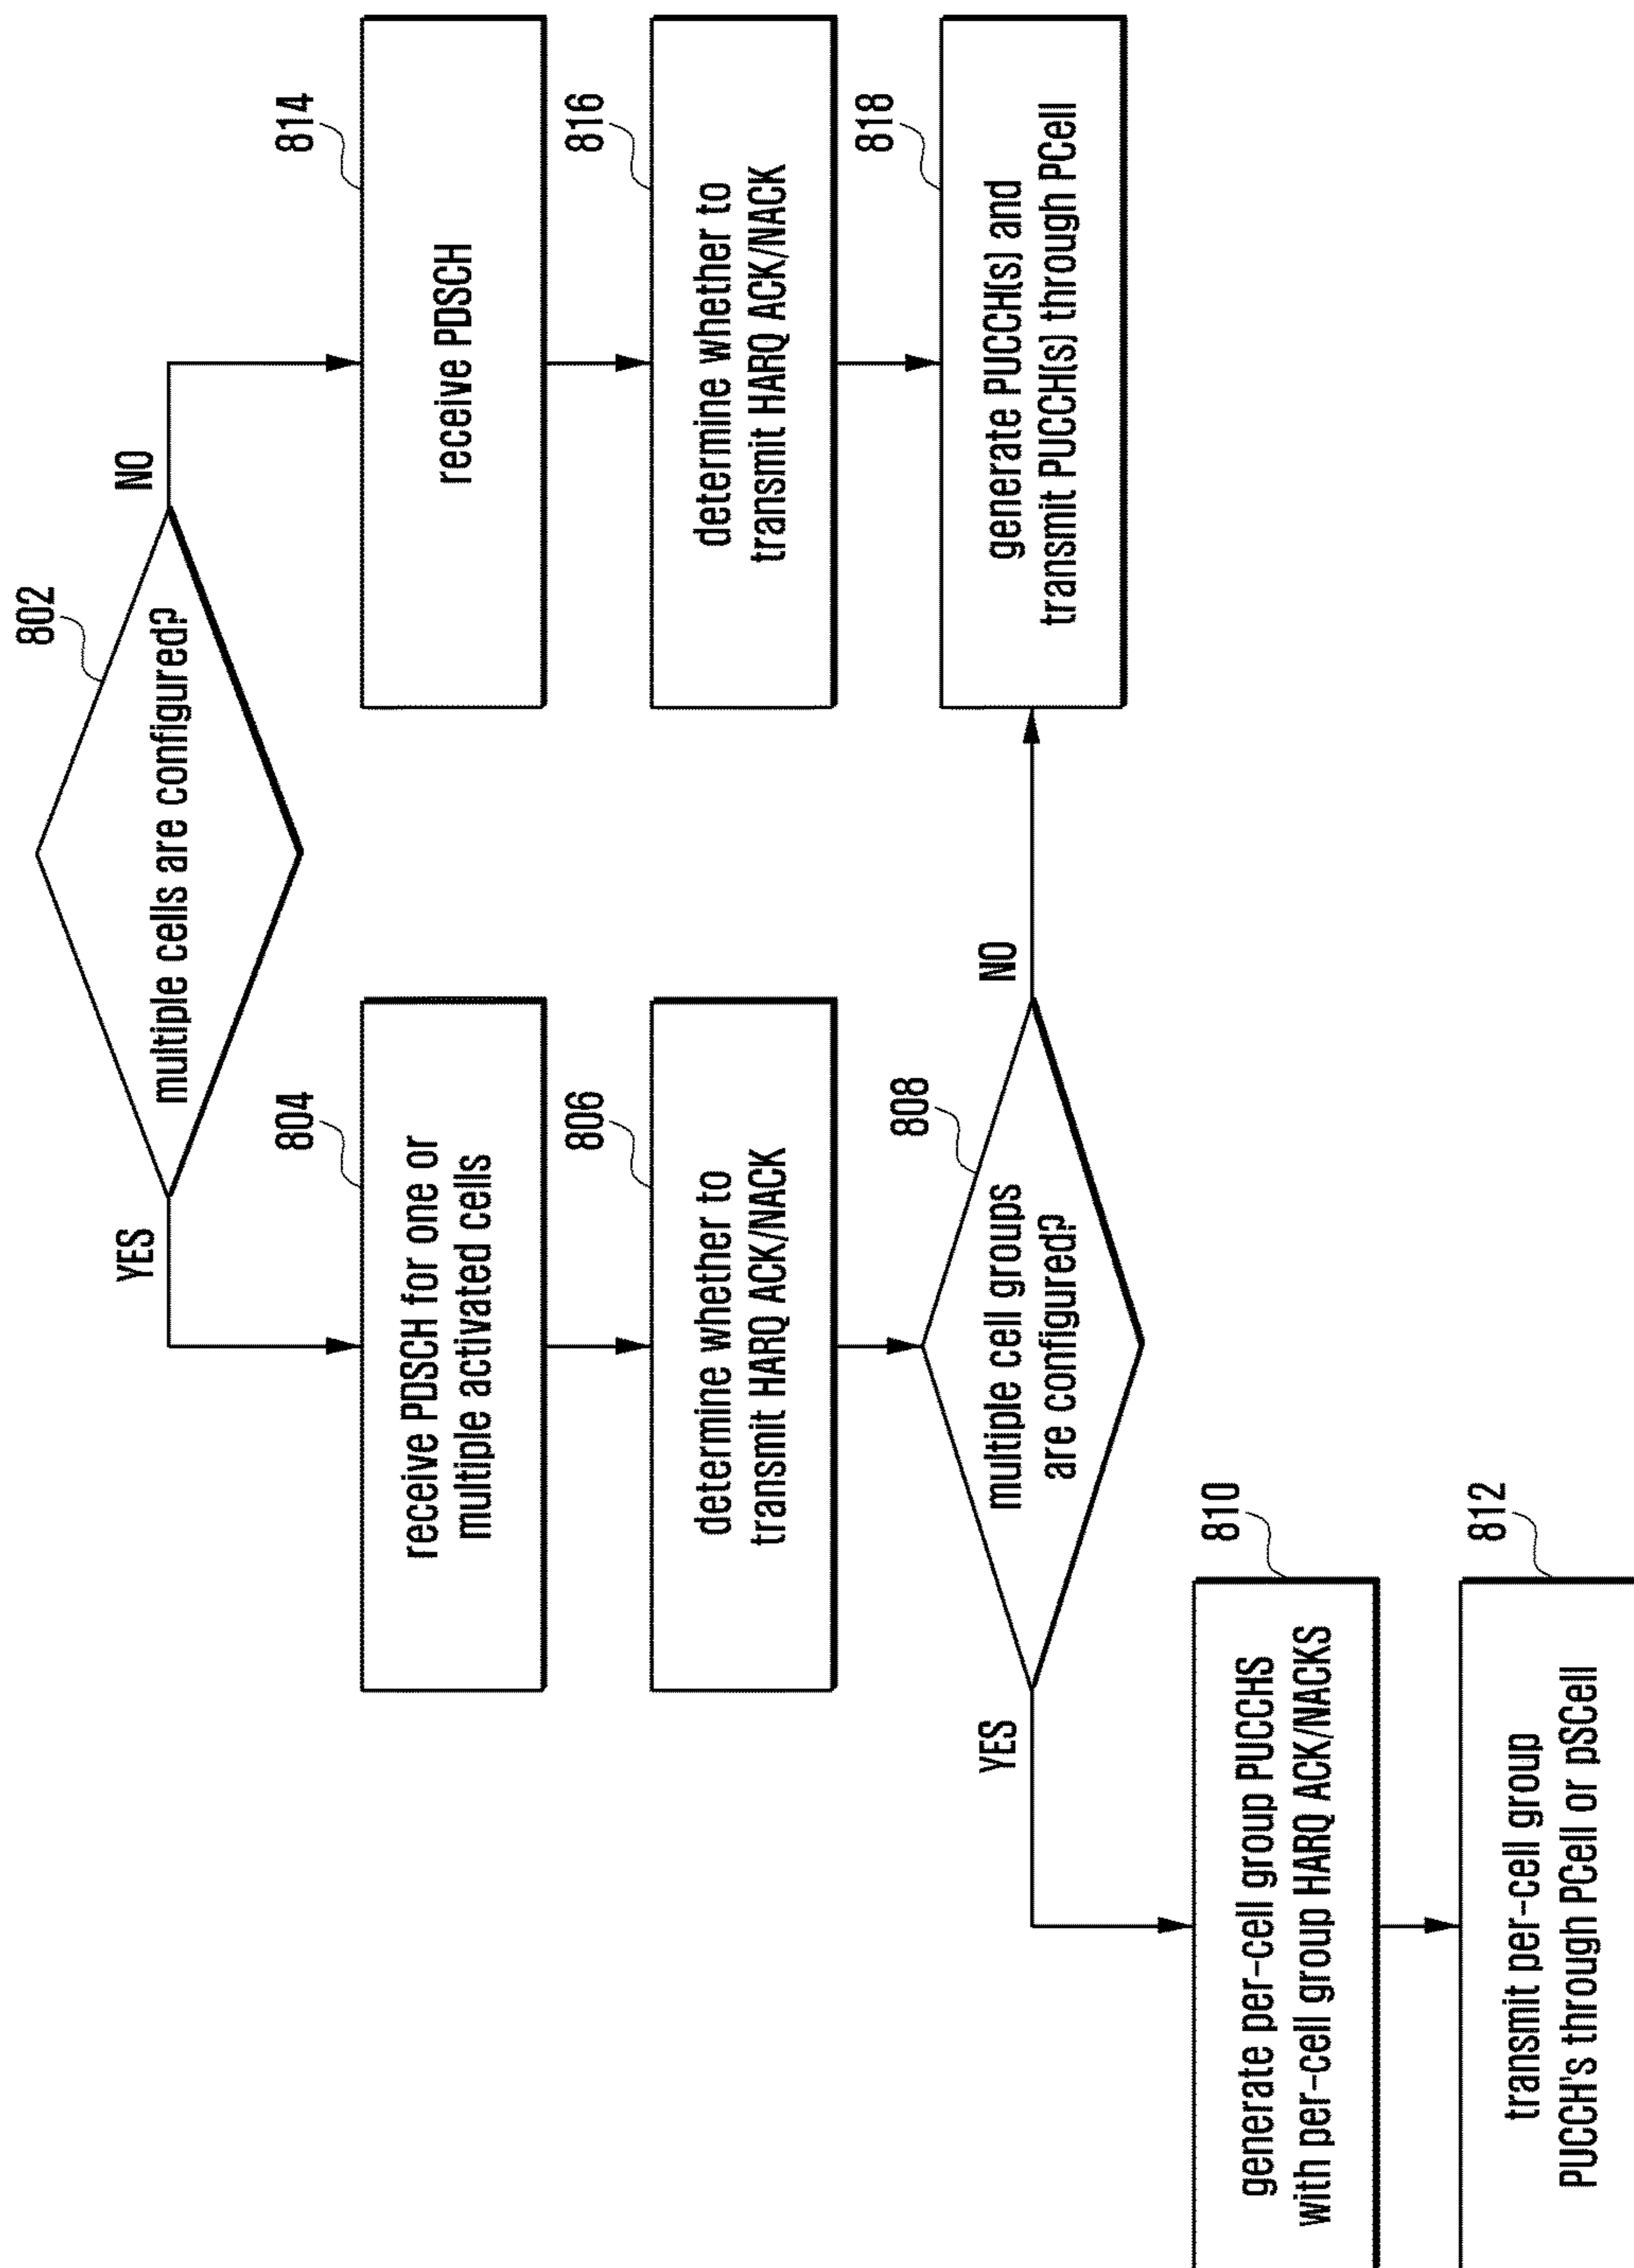 802
multiple cells are configured?
YES
NO
804
receive PDSCH for one or
multiple activated cells
814
receive PDSCH
806
determine whether to
transmit HARQ ACK/NACK
816
determine whether to
transmit HARQ ACK/NACK
808
multiple cell groups
are configured?
YES
NO
818
generate PUCCH(s) and
transmit PUCCH(s) through PCell
810
generate per-cell group PUCCHS
with per-cell group HARQ ACK/NACKS
812
transmit per-cell group
PUCCH's through PCell or pSCell